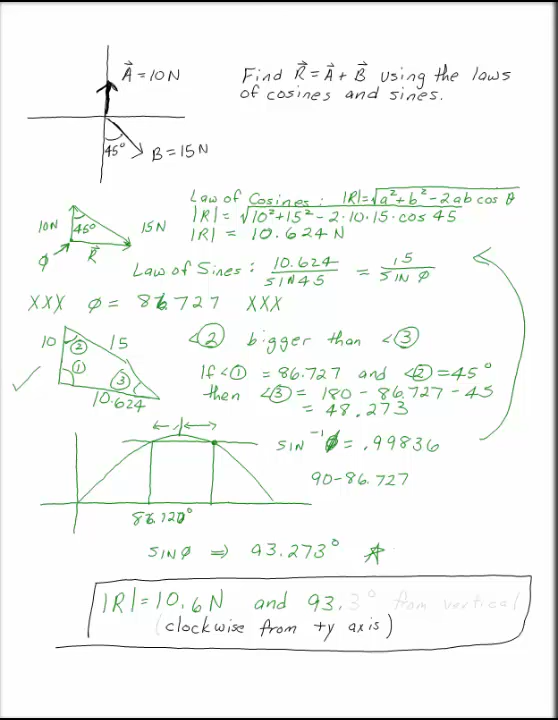 A⃗ = 10N
Find R⃗ = A⃗ + B⃗ using the laws
of cosines and sines.
45°
B = 15N
Law of Cosines: |R| = √a² + b² - 2ab cos θ
|R| = √10² + 15² - 2·10·15·cos 45
|R| = 10.624 N
10N
45°
15N
ϕ
R⃗
Law of Sines: 10.624/SIN45 = 15/SIN ϕ
XXX ϕ = 86.727 XXX
10
15
②
①
③
10.624
∠② bigger than ∠③
If ∠① = 86.727 and ∠② = 45°
then ∠③ = 180 - 86.727 - 45
= 48.273
SIN⁻¹ ϕ = .99836
90-86.727
86.720°
SINϕ ⇒ 93.273°
|R| = 10.6N and 93.3° from vertical
(clockwise from +y axis)